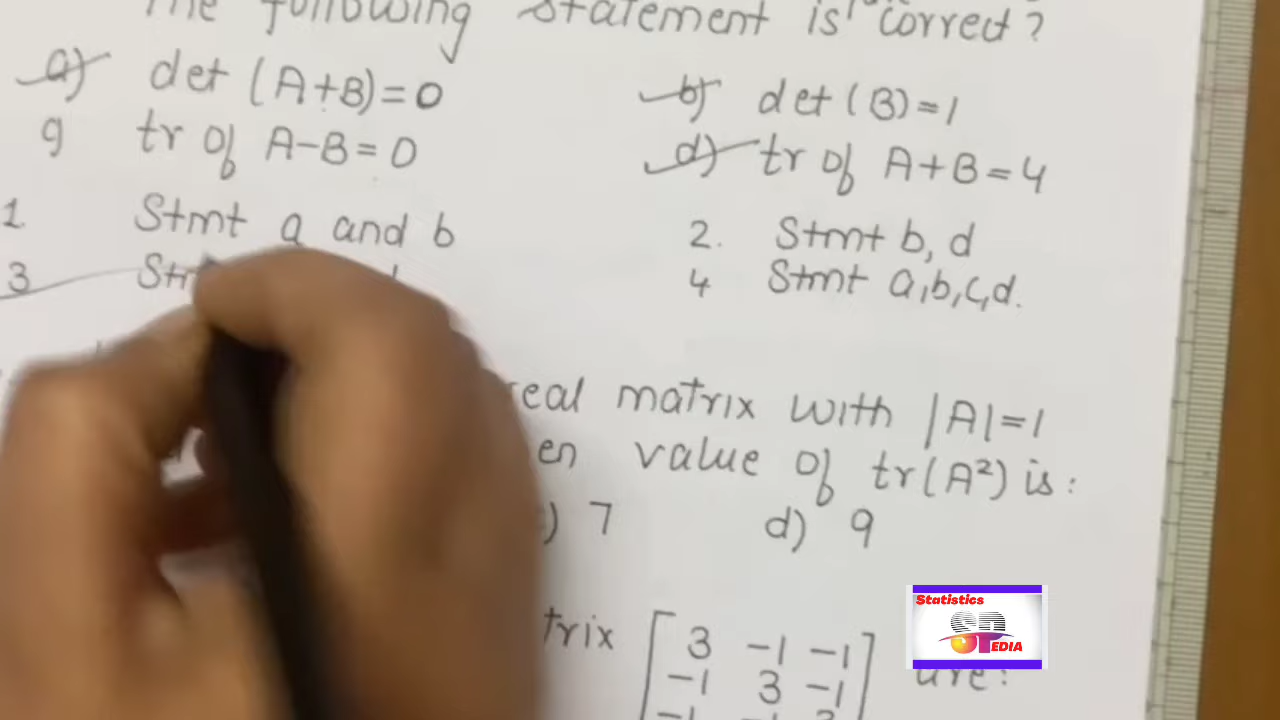 The following statement is correct?
a) det (A+B)=0 b) det (B)=1
g tr of A-B=0 d) tr of A+B=4
1. Stmt a and b 2. Stmt b, d
3 4 Stmt a,b,c,d.
real matrix with |A|=1
en value of tr(A²) is:
) 7 d) 9
trix [ 3 -1 -1 ] are:
-1 3 -1
Statistics
EDIA